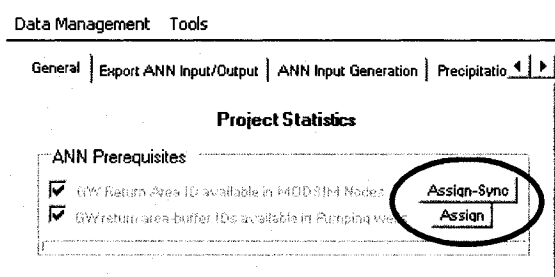 Data Management Tools
General Export ANN Input/Output ANN Input Generation Precipitatio
Project Statistics
ANN Prerequisites
GW Return Area ID available in MODSIM Nodes Assign-Sync
GW return area-buffer IDs available in Pumping wells Assign